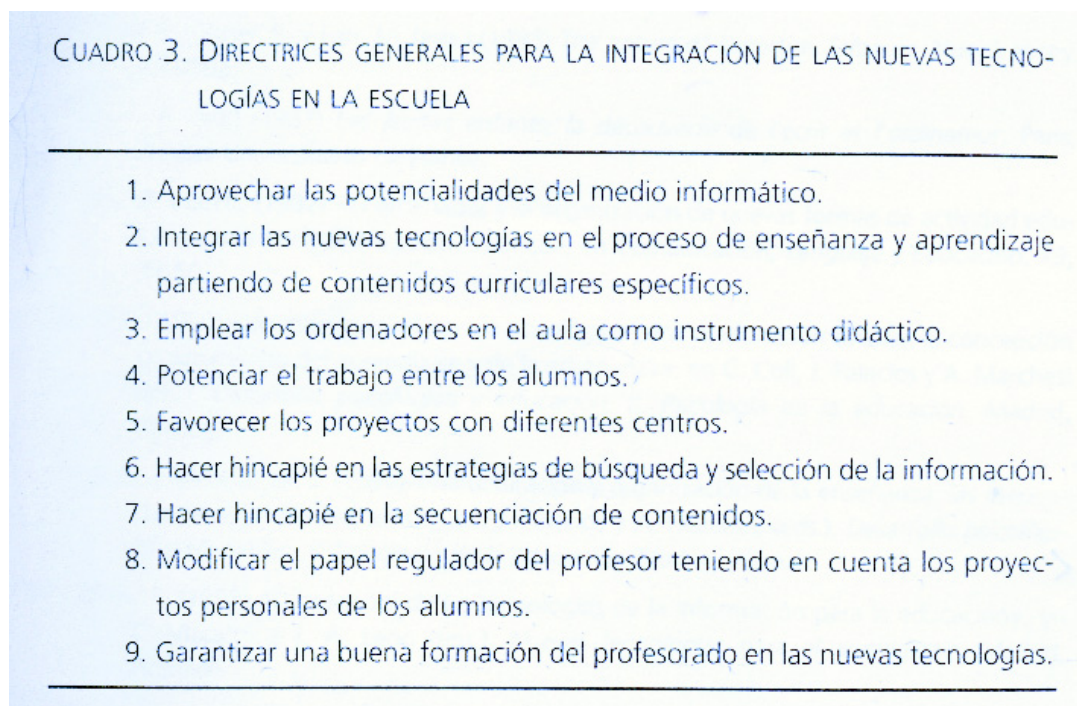 CUADRO 3. DIRECTRICES GENERALES PARA LA INTEGRACIÓN DE LAS NUEVAS TECNO-
LOGÍAS EN LA ESCUELA
1. Aprovechar las potencialidades del medio informático.
2. Integrar las nuevas tecnologías en el proceso de enseñanza y aprendizaje
partiendo de contenidos curriculares específicos.
3. Emplear los ordenadores en el aula como instrumento didáctico.
4. Potenciar el trabajo entre los alumnos.
5. Favorecer los proyectos con diferentes centros.
6. Hacer hincapié en las estrategias de búsqueda y selección de la información.
7. Hacer hincapié en la secuenciación de contenidos.
8. Modificar el papel regulador del profesor teniendo en cuenta los proyec-
tos personales de los alumnos.
9. Garantizar una buena formación del profesorado en las nuevas tecnologías.